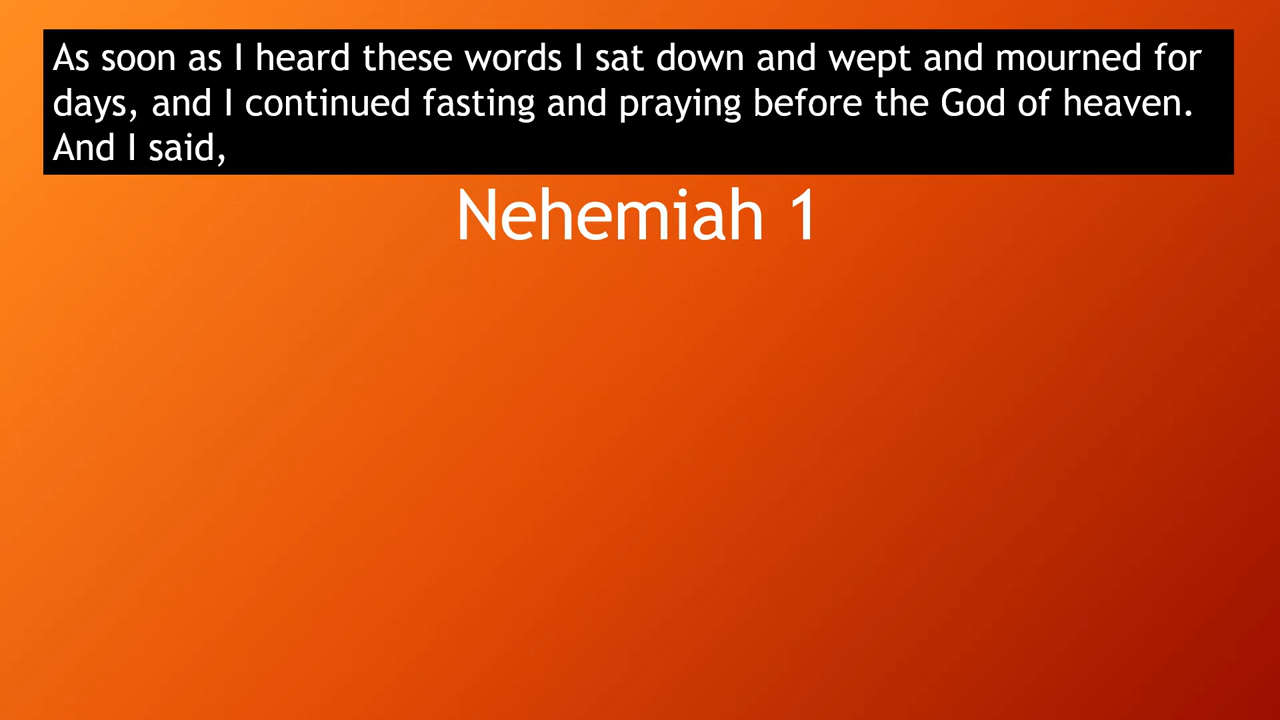 As soon as I heard these words I sat down and wept and mourned for
days, and I continued fasting and praying before the God of heaven.
And I said,
Nehemiah 1